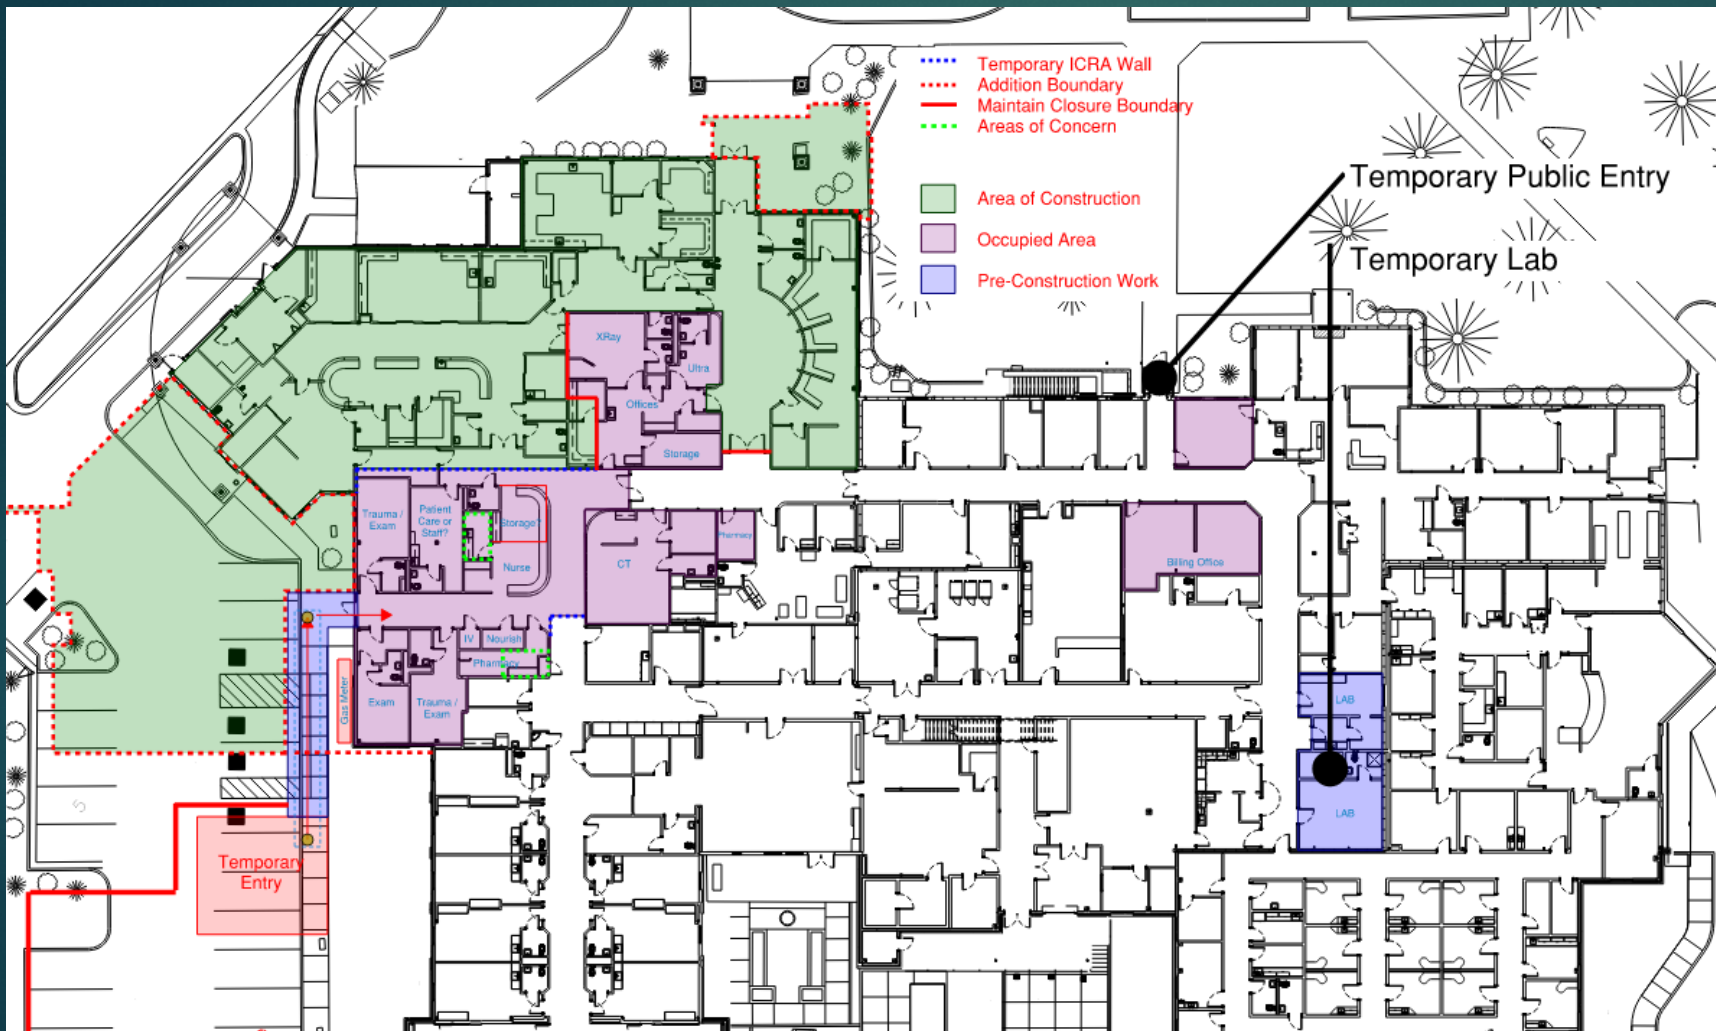 Temporary ICRA Wall
Addition Boundary
Maintain Closure Boundary
Areas of Concern
Area of Construction
Occupied Area
Pre-Construction Work
Temporary Public Entry
Temporary Lab
XRay
Ultra
Offices
Storage
Trauma /
Exam
Patient
Care or
Staff?
Storage?
Nurse
CT
Pharmacy
Billing Office
IV
Nourish
Pharmacy
Exam
Trauma /
Exam
Gas Meter
LAB
LAB
5
Temporary
Entry